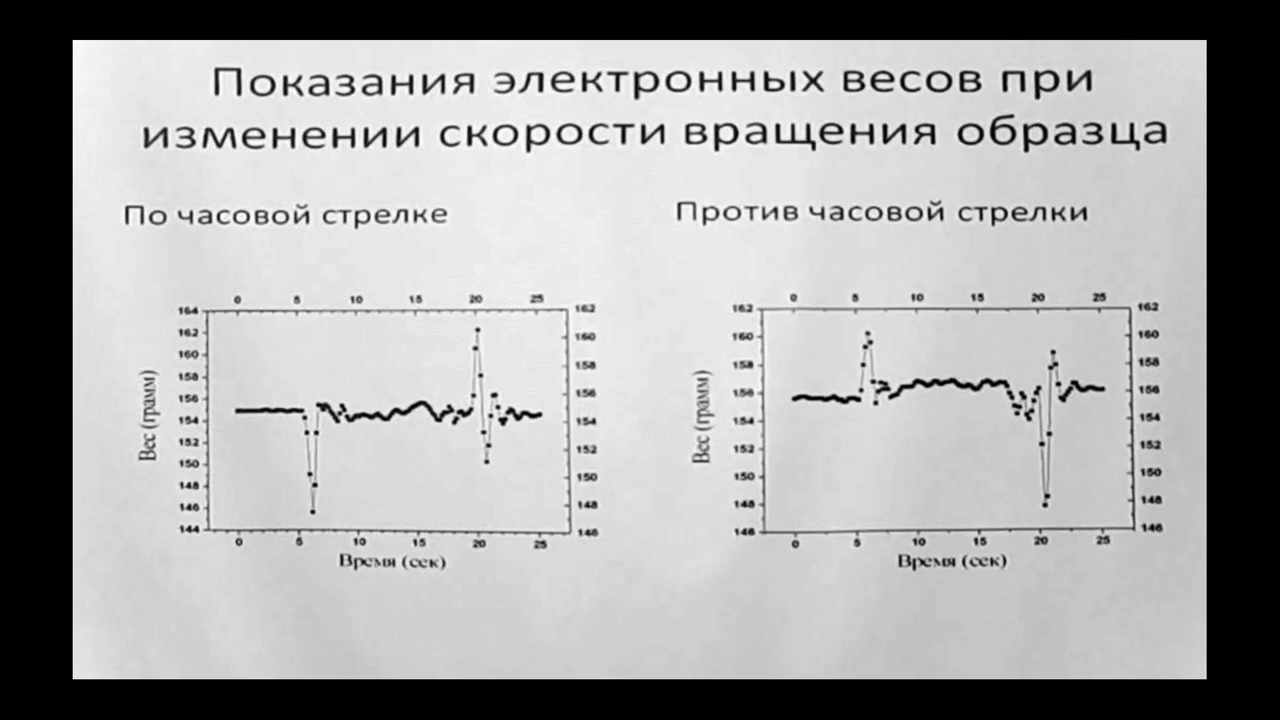 Показания электронных весов при
изменении скорости вращения образца
По часовой стрелке
Против часовой стрелки
0 5 10 15 20 25
164 162 160 158 156 154 152 150 148 146 144
162 160 158 156 154 152 150 148 146
Вес (грамм)
0 5 10 15 20 25
Время (сек)
0 5 10 15 20 25
162 160 158 156 154 152 150 148 146
162 160 158 156 154 152 150 148 146
Вес (грамм)
0 5 10 15 20 25
Время (сек)